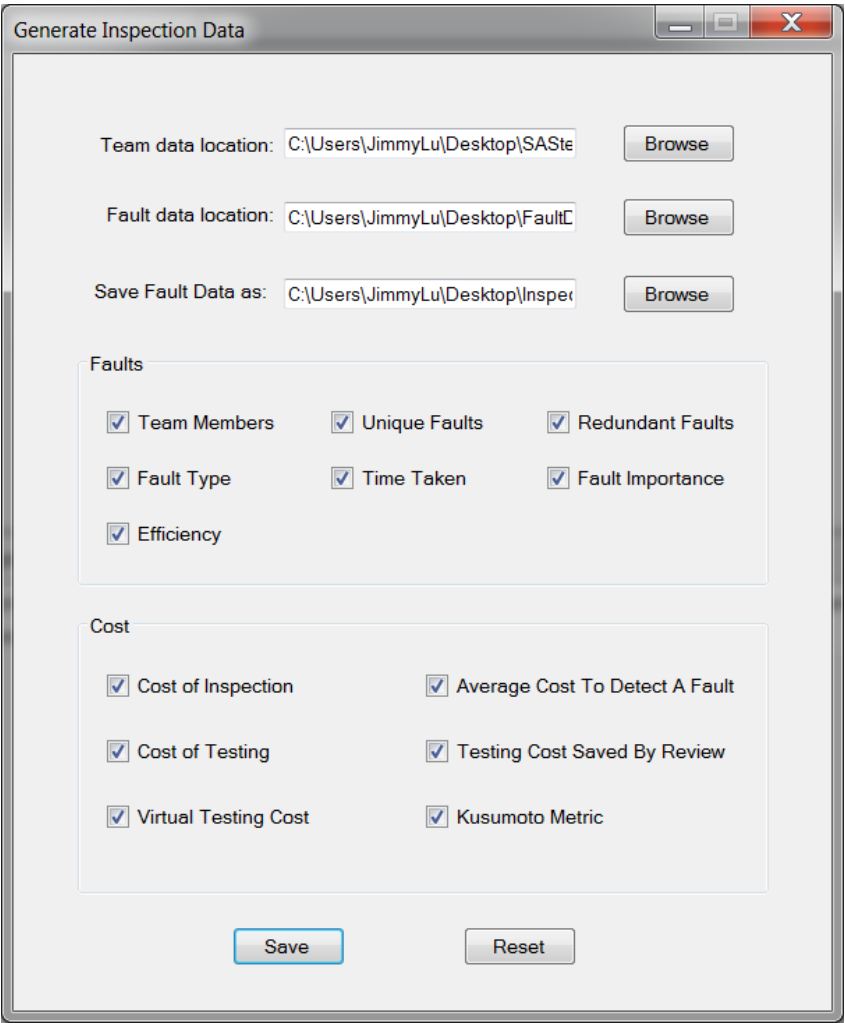 Generate Inspection Data
Team data location: C:\Users\JimmyLu\Desktop\SASte Browse
Fault data location: C:\Users\JimmyLu\Desktop\FaultD Browse
Save Fault Data as: C:\Users\JimmyLu\Desktop\Inspec Browse
Faults
Team Members Unique Faults Redundant Faults
Fault Type Time Taken Fault Importance
Efficiency
Cost
Cost of Inspection Average Cost To Detect A Fault
Cost of Testing Testing Cost Saved By Review
Virtual Testing Cost Kusumoto Metric
Save Reset